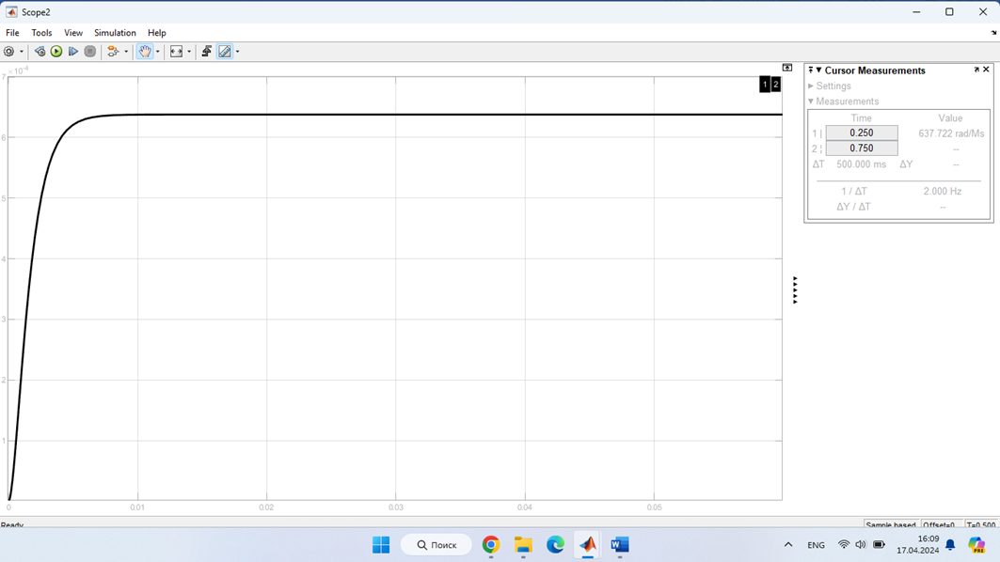 Scope2
File Tools View Simulation Help
7 ×10⁻⁴
6
5
4
3
2
1
0 0.01 0.02 0.03 0.04 0.05
1 2
Cursor Measurements
Settings
Measurements
Time Value
1 | 0.250 637.722 rad/Ms
2 ¦ 0.750 --
ΔT 500.000 ms ΔY --
1 / ΔT 2.000 Hz
ΔY / ΔT --
Ready
Sample based Offset=0 T=0.500
Поиск
ENG
16:09
17.04.2024
PRE